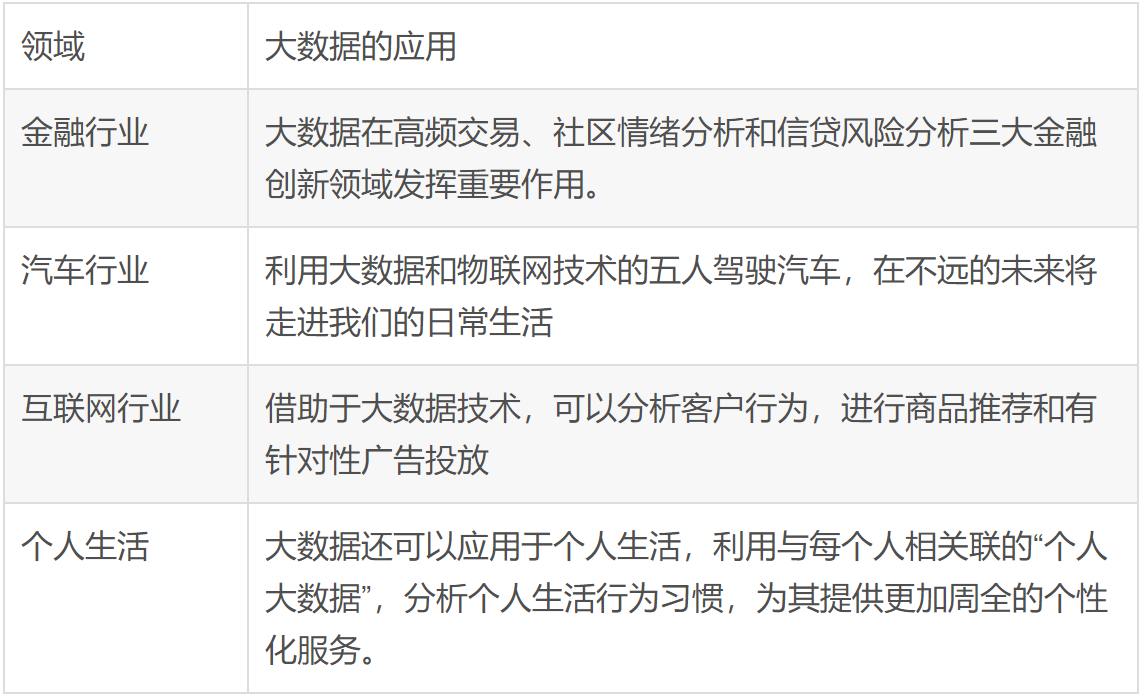 领域
大数据的应用
金融行业
大数据在高频交易、社区情绪分析和信贷风险分析三大金融
创新领域发挥重要作用。
汽车行业
利用大数据和物联网技术的五人驾驶汽车，在不远的未来将
走进我们的日常生活
互联网行业
借助于大数据技术，可以分析客户行为，进行商品推荐和有
针对性广告投放
个人生活
大数据还可以应用于个人生活，利用与每个人相关联的“个人
大数据”，分析个人生活行为习惯，为其提供更加周全的个性
化服务。